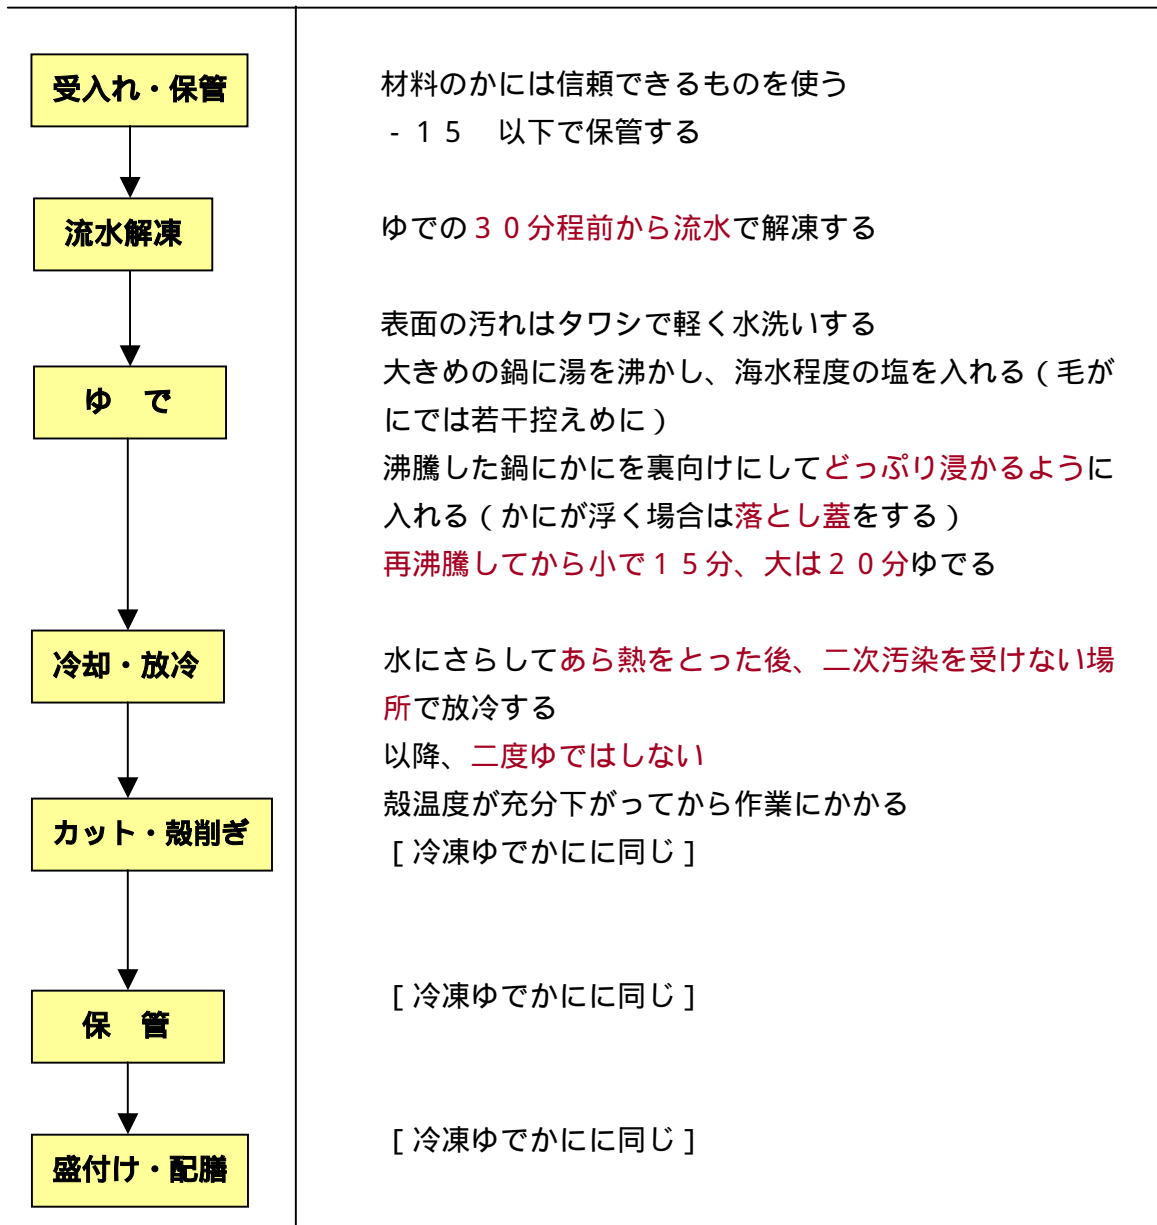 受入れ・保管
材料のかには信頼できるものを使う
-１５　以下で保管する
流水解凍
ゆでの３０分程前から流水で解凍する
ゆ　で
表面の汚れはタワシで軽く水洗いする
大きめの鍋に湯を沸かし、海水程度の塩を入れる（毛が
にでは若干控えめに）
沸騰した鍋にかにを裏向けにしてどっぷり浸かるように
入れる（かにが浮く場合は落とし蓋をする）
再沸騰してから小で１５分、大は２０分ゆでる
冷却・放冷
水にさらしてあら熱をとった後、二次汚染を受けない場
所で放冷する
以降、二度ゆではしない
カット・殻削ぎ
殻温度が充分下がってから作業にかかる
［冷凍ゆでかにに同じ］
保　管
［冷凍ゆでかにに同じ］
盛付け・配膳
［冷凍ゆでかにに同じ］